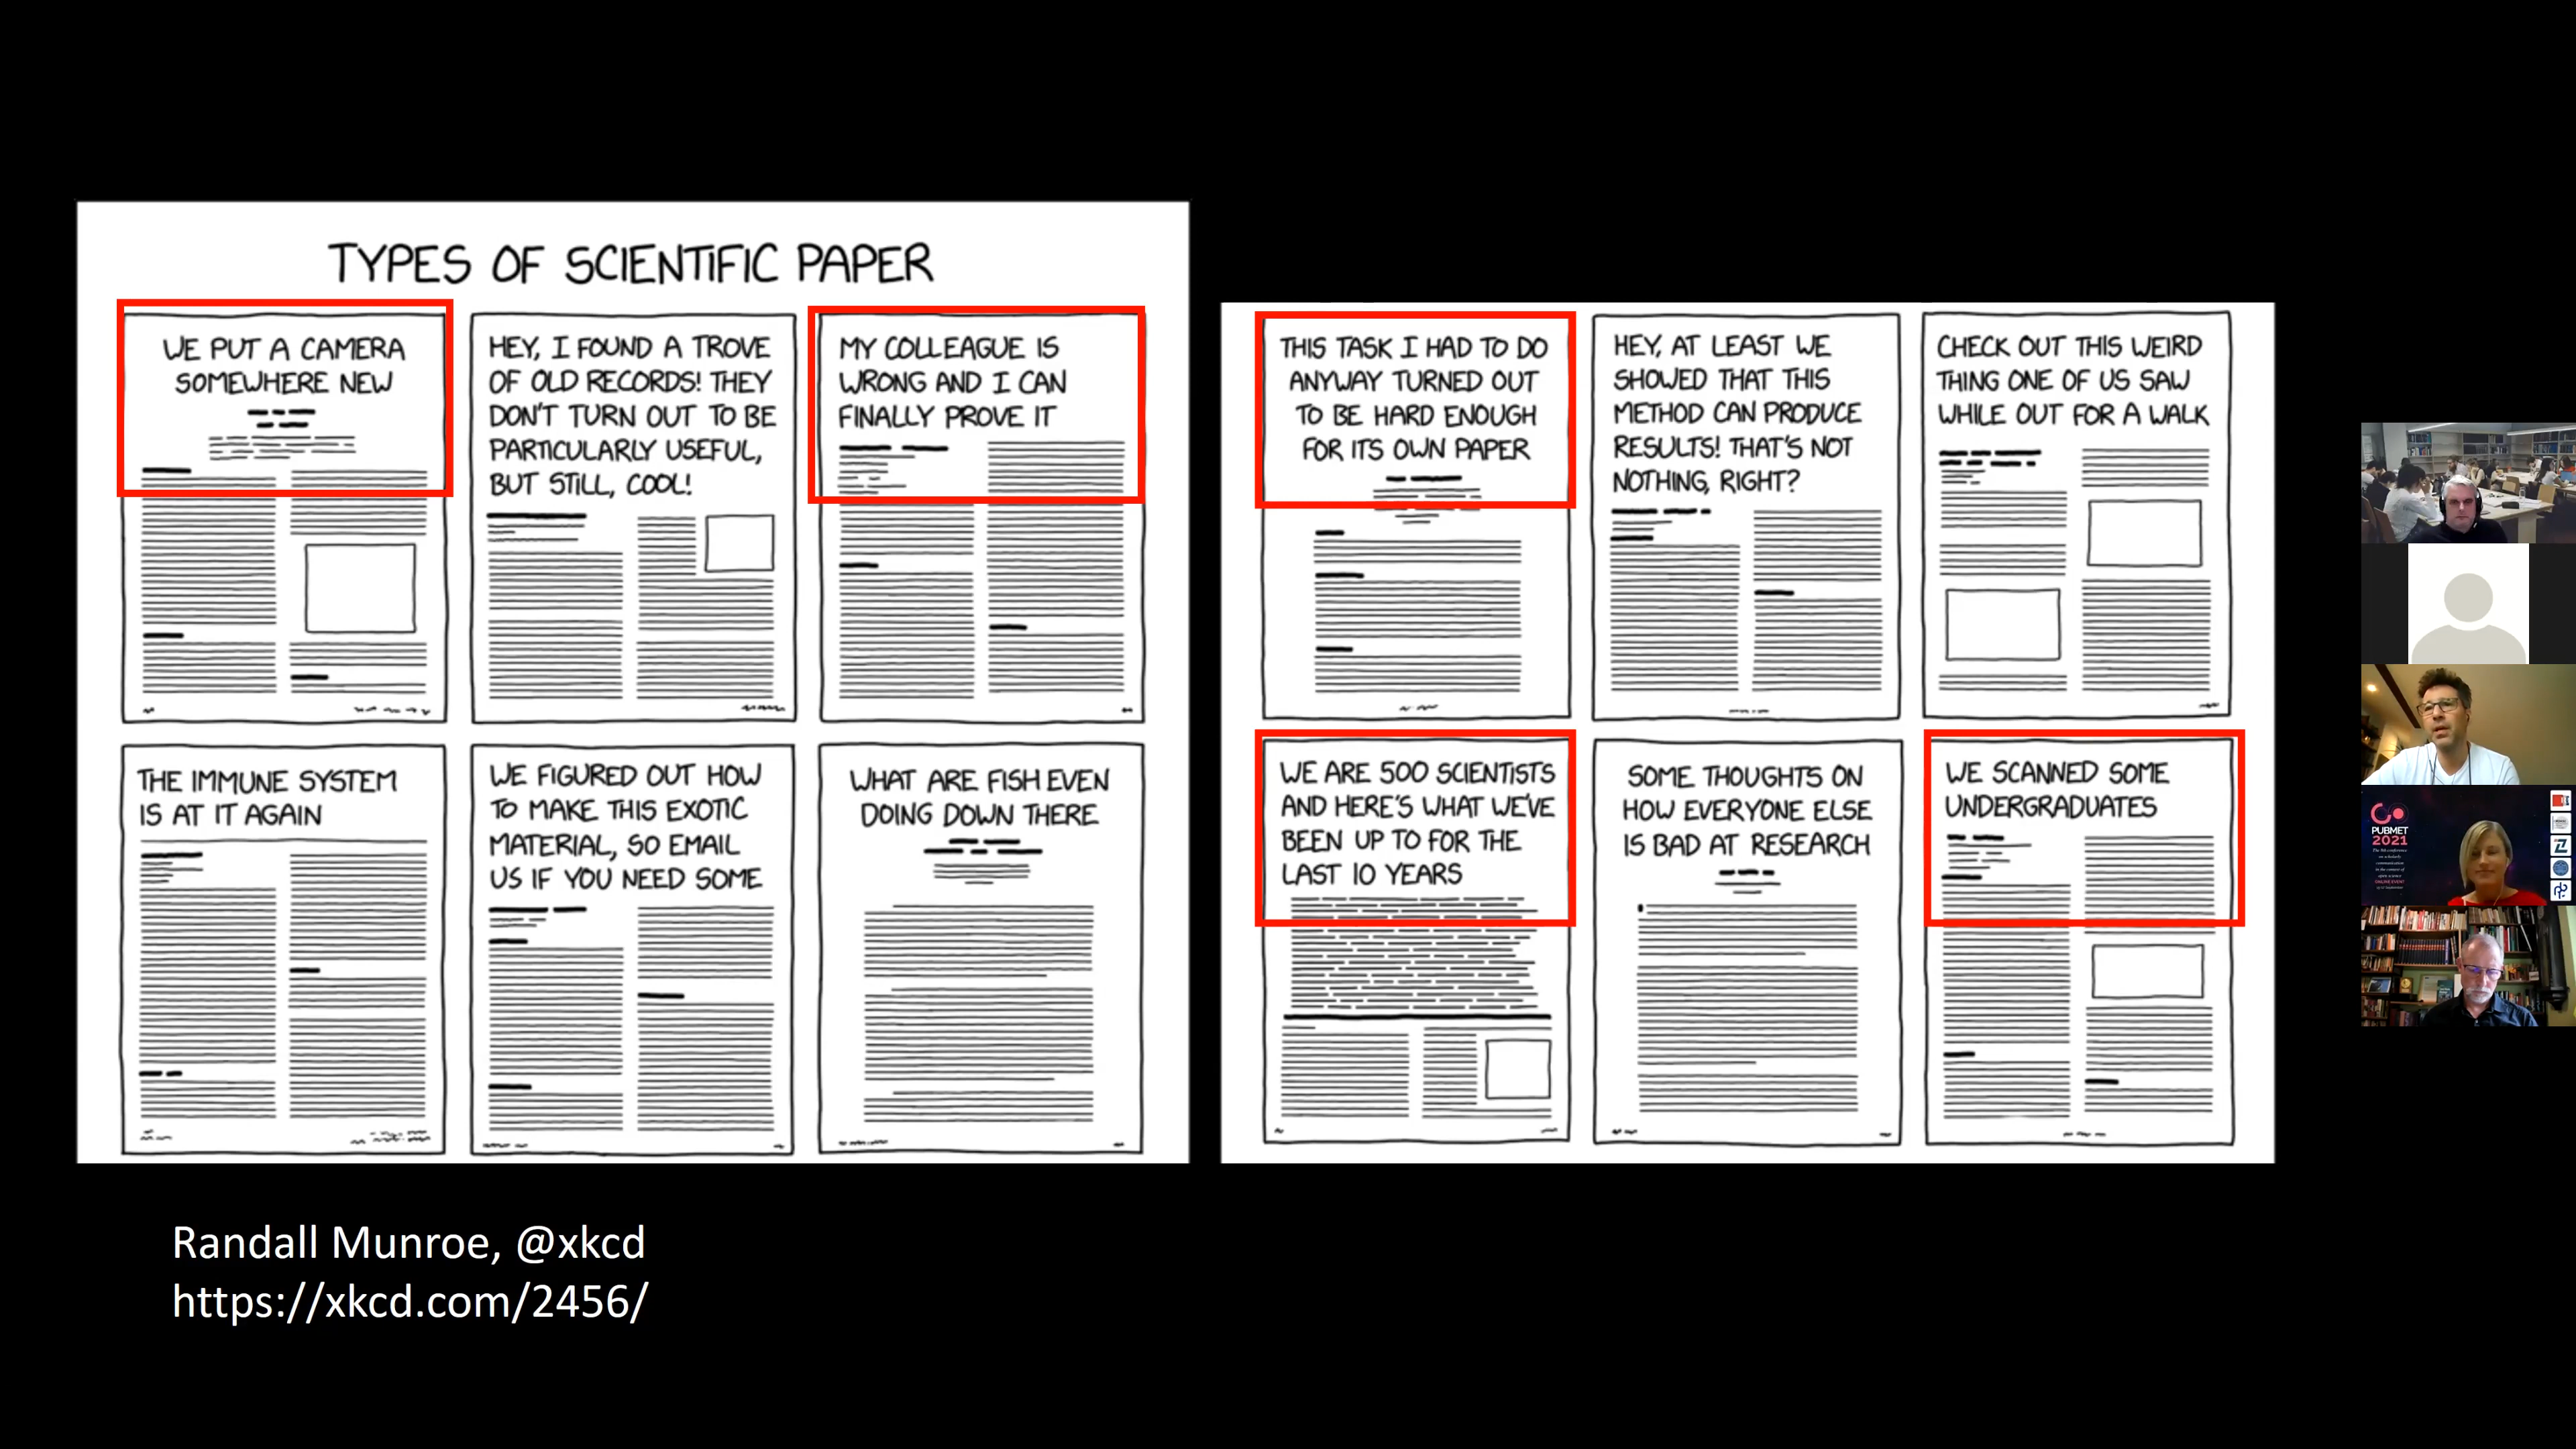 TYPES OF SCIENTIFIC PAPER
WE PUT A CAMERA
SOMEWHERE NEW
HEY, I FOUND A TROVE
OF OLD RECORDS! THEY
DON'T TURN OUT TO BE
PARTICULARLY USEFUL,
BUT STILL, COOL!
MY COLLEAGUE IS
WRONG AND I CAN
FINALLY PROVE IT
THE IMMUNE SYSTEM
IS AT IT AGAIN
WE FIGURED OUT HOW
TO MAKE THIS EXOTIC
MATERIAL, SO EMAIL
US IF YOU NEED SOME
WHAT ARE FISH EVEN
DOING DOWN THERE
THIS TASK I HAD TO DO
ANYWAY TURNED OUT
TO BE HARD ENOUGH
FOR ITS OWN PAPER
HEY, AT LEAST WE
SHOWED THAT THIS
METHOD CAN PRODUCE
RESULTS! THAT'S NOT
NOTHING, RIGHT?
CHECK OUT THIS WEIRD
THING ONE OF US SAW
WHILE OUT FOR A WALK
WE ARE 500 SCIENTISTS
AND HERE'S WHAT WE'VE
BEEN UP TO FOR THE
LAST 10 YEARS
SOME THOUGHTS ON
HOW EVERYONE ELSE
IS BAD AT RESEARCH
WE SCANNED SOME
UNDERGRADUATES
Randall Munroe, @xkcd
https://xkcd.com/2456/
PUBMET
2021
ONLINE EVENT